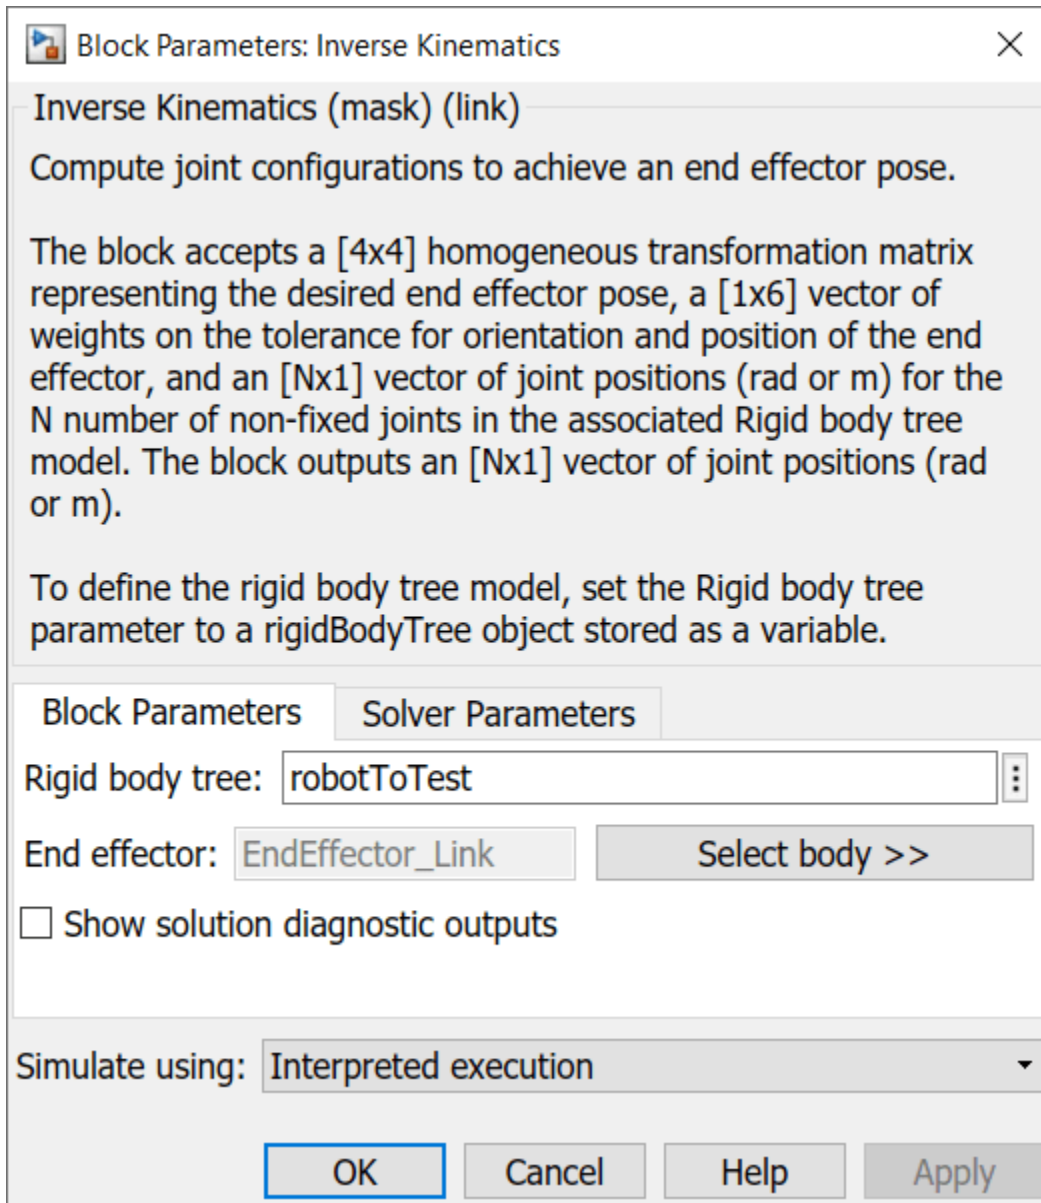 Block Parameters: Inverse Kinematics
Inverse Kinematics (mask) (link)
Compute joint configurations to achieve an end effector pose.
The block accepts a [4x4] homogeneous transformation matrix
representing the desired end effector pose, a [1x6] vector of
weights on the tolerance for orientation and position of the end
effector, and an [Nx1] vector of joint positions (rad or m) for the
N number of non-fixed joints in the associated Rigid body tree
model. The block outputs an [Nx1] vector of joint positions (rad
or m).
To define the rigid body tree model, set the Rigid body tree
parameter to a rigidBodyTree object stored as a variable.
Block Parameters Solver Parameters
Rigid body tree: robotToTest
End effector: EndEffector_Link Select body >>
Show solution diagnostic outputs
Simulate using: Interpreted execution
OK Cancel Help Apply